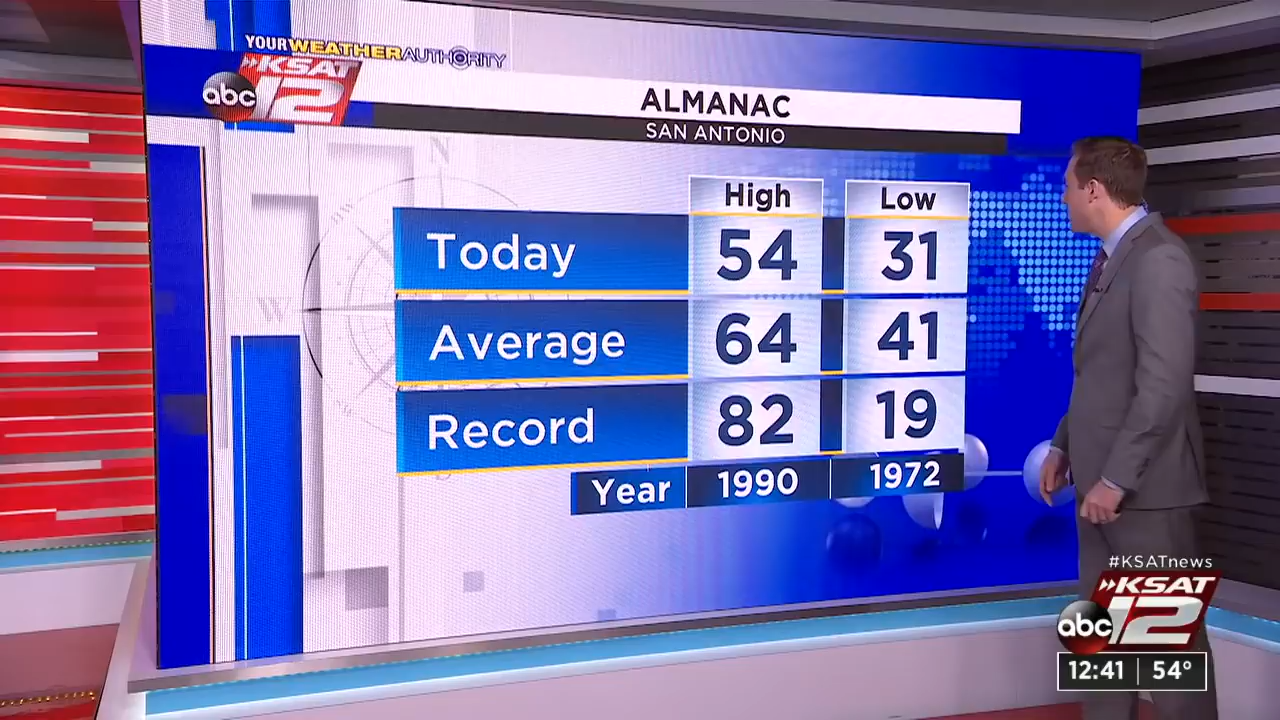 YOUR WEATHER AUTHORITY
KSAT
abc 12
ALMANAC
SAN ANTONIO
N
W
High Low
Today 54 31
Average 64 41
Record 82 19
Year 1990 1972
#KSATnews
KSAT
abc 12
12:41 54°